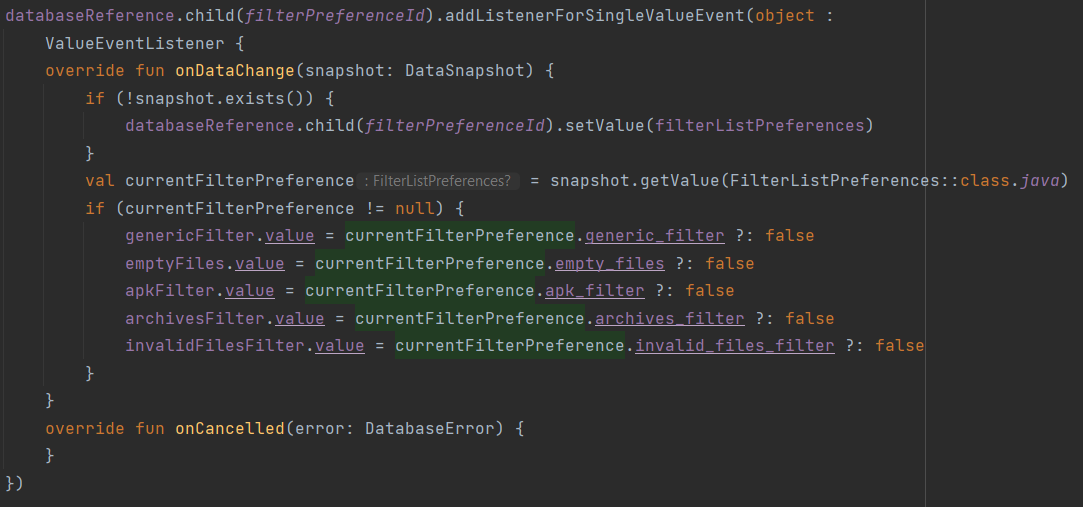 databaseReference.child(filterPreferenceId).addListenerForSingleValueEvent(object :
    ValueEventListener {
    override fun onDataChange(snapshot: DataSnapshot) {
        if (!snapshot.exists()) {
            databaseReference.child(filterPreferenceId).setValue(filterListPreferences)
        }
        val currentFilterPreference : FilterListPreferences? = snapshot.getValue(FilterListPreferences::class.java)
        if (currentFilterPreference != null) {
            genericFilter.value = currentFilterPreference.generic_filter ?: false
            emptyFiles.value = currentFilterPreference.empty_files ?: false
            apkFilter.value = currentFilterPreference.apk_filter ?: false
            archivesFilter.value = currentFilterPreference.archives_filter ?: false
            invalidFilesFilter.value = currentFilterPreference.invalid_files_filter ?: false
        }
    }
    override fun onCancelled(error: DatabaseError) {
    }
})